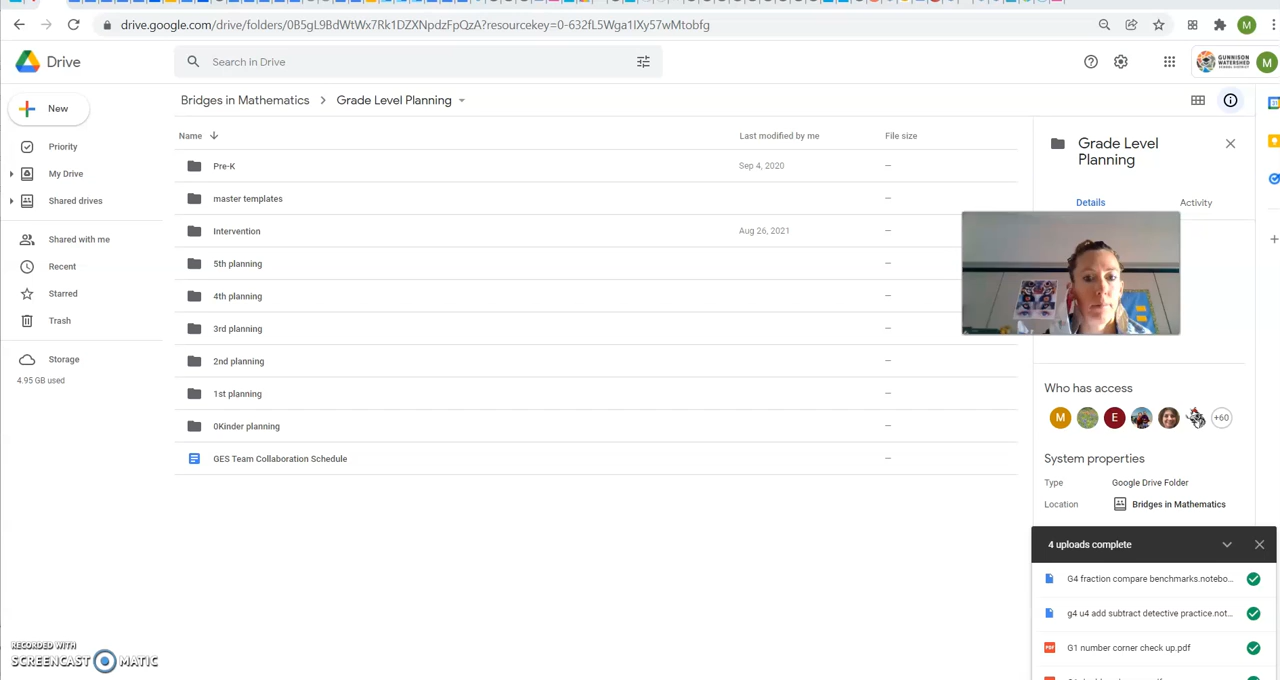 drive.google.com/drive/folders/0B5gL9BdWtWx7Rk1DZXNpdzFpQzA?resourcekey=0-632fL5Wga1IXy57wMtobfg
M
Drive
Search in Drive
GUNNISON
WATERSHED
SCHOOL DISTRICT
M
New
Bridges in Mathematics > Grade Level Planning
Name
Last modified by me
File size
Grade Level
Planning
Priority
Pre-K
Sep 4, 2020
–
My Drive
master templates
–
Shared drives
Details
Activity
Intervention
Aug 26, 2021
–
Shared with me
5th planning
–
Recent
4th planning
–
Starred
3rd planning
–
Trash
2nd planning
–
Storage
4.95 GB used
1st planning
–
0Kinder planning
–
GES Team Collaboration Schedule
–
Who has access
M
E
+60
System properties
Type
Google Drive Folder
Location
Bridges in Mathematics
4 uploads complete
G4 fraction compare benchmarks.notebo...
g4 u4 add subtract detective practice.not...
PDF
G1 number corner check up.pdf
RECORDED WITH
SCREENCAST MATIC